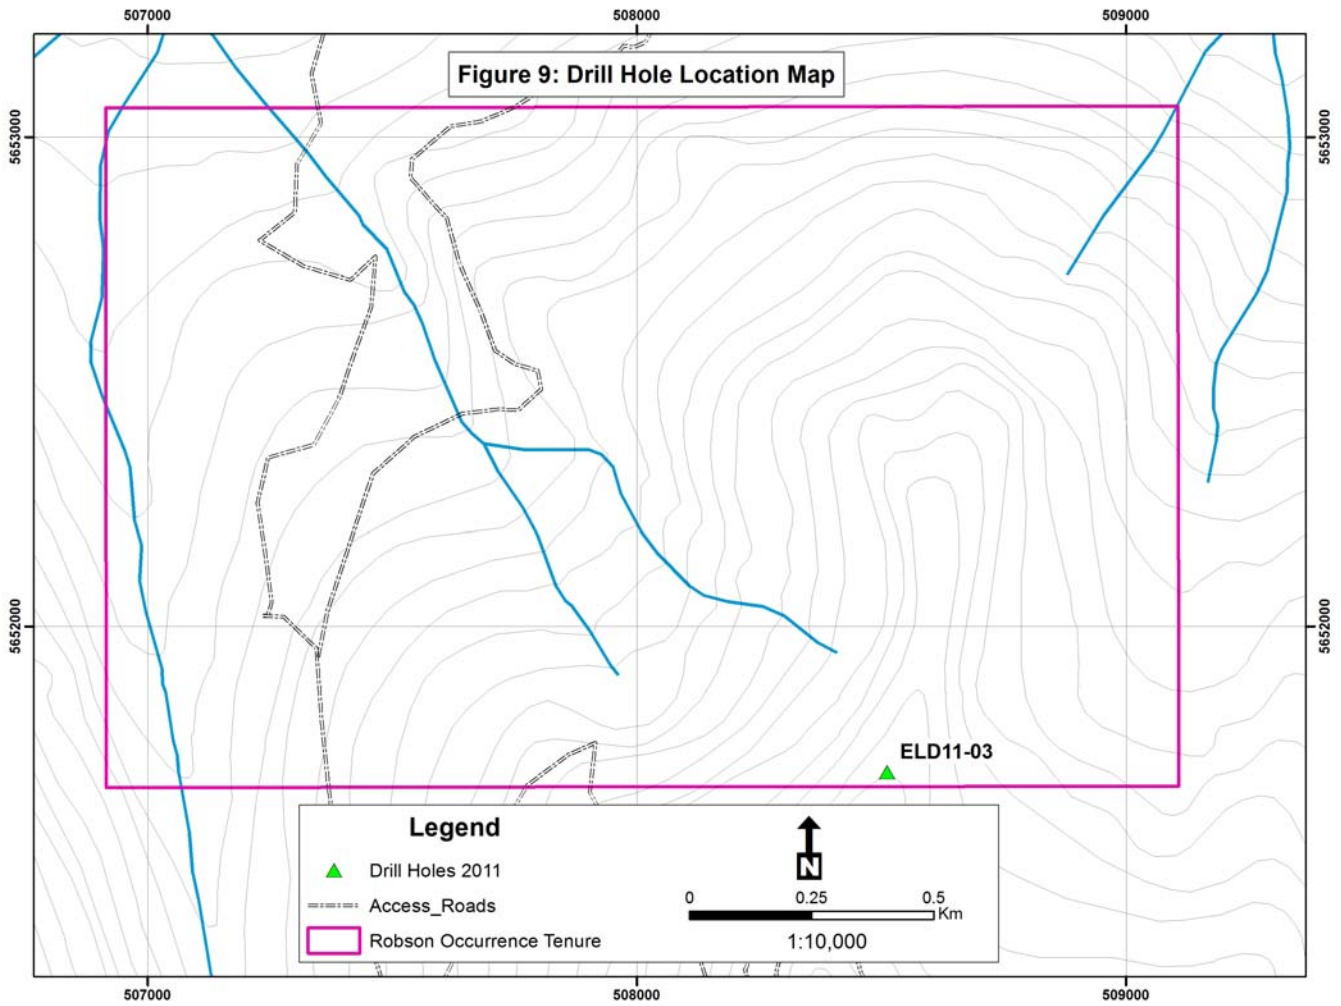 507000
508000
509000
Figure 9: Drill Hole Location Map
5653000
5653000
5652000
5652000
ELD11-03
Legend
Drill Holes 2011
Access_Roads
Robson Occurrence Tenure
N
0
0.25
0.5
Km
1:10,000
507000
508000
509000